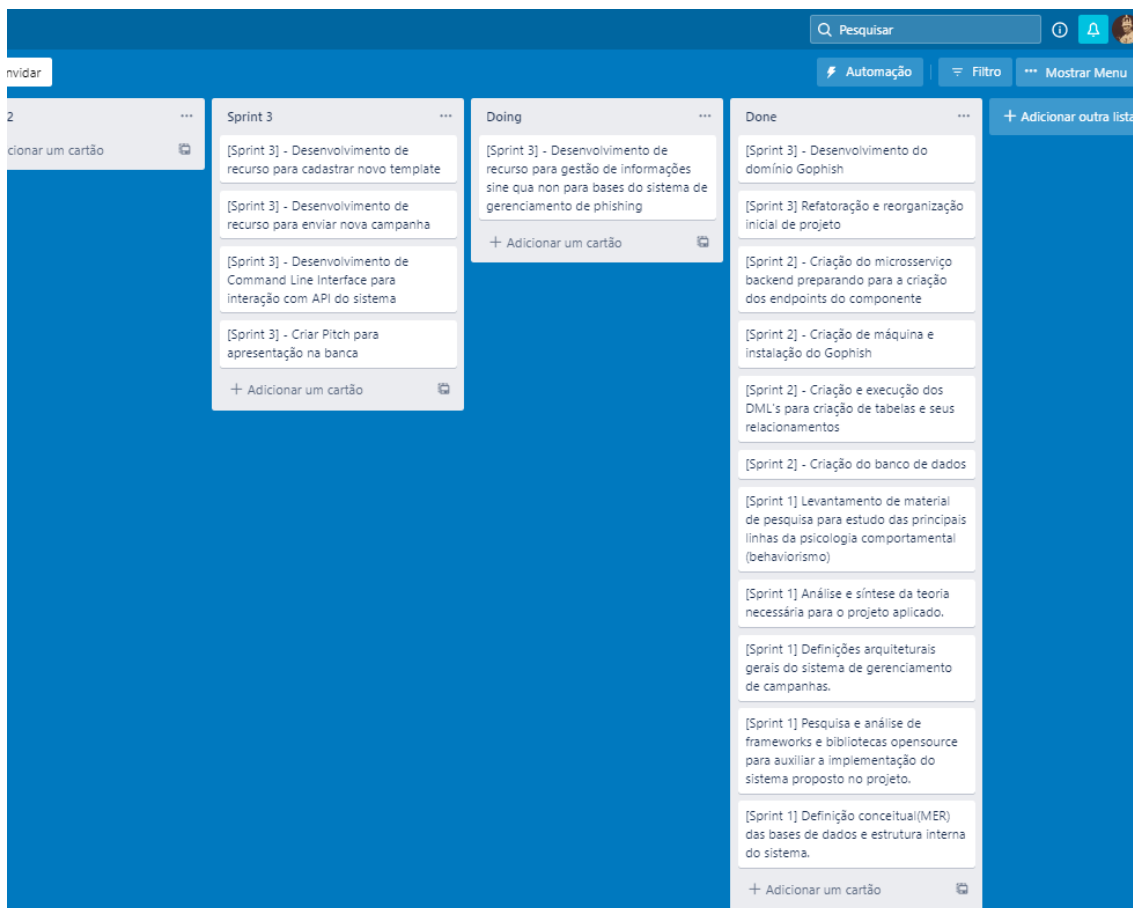 Pesquisar
nvidar
Automação
Filtro
··· Mostrar Menu
2 ···
cionar um cartão
Sprint 3 ···
[Sprint 3] - Desenvolvimento de
recurso para cadastrar novo template
[Sprint 3] - Desenvolvimento de
recurso para enviar nova campanha
[Sprint 3] - Desenvolvimento de
Command Line Interface para
interação com API do sistema
[Sprint 3] - Criar Pitch para
apresentação na banca
+ Adicionar um cartão
Doing ···
[Sprint 3] - Desenvolvimento de
recurso para gestão de informações
sine qua non para bases do sistema de
gerenciamento de phishing
+ Adicionar um cartão
Done ···
[Sprint 3] - Desenvolvimento do
domínio Gophish
[Sprint 3] Refatoração e reorganização
inicial de projeto
[Sprint 2] - Criação do microsserviço
backend preparando para a criação
dos endpoints do componente
[Sprint 2] - Criação de máquina e
instalação do Gophish
[Sprint 2] - Criação e execução dos
DML's para criação de tabelas e seus
relacionamentos
[Sprint 2] - Criação do banco de dados
[Sprint 1] Levantamento de material
de pesquisa para estudo das principais
linhas da psicologia comportamental
(behaviorismo)
[Sprint 1] Análise e síntese da teoria
necessária para o projeto aplicado.
[Sprint 1] Definições arquiteturais
gerais do sistema de gerenciamento
de campanhas.
[Sprint 1] Pesquisa e análise de
frameworks e bibliotecas opensource
para auxiliar a implementação do
sistema proposto no projeto.
[Sprint 1] Definição conceitual(MER)
das bases de dados e estrutura interna
do sistema.
+ Adicionar um cartão
+ Adicionar outra lista